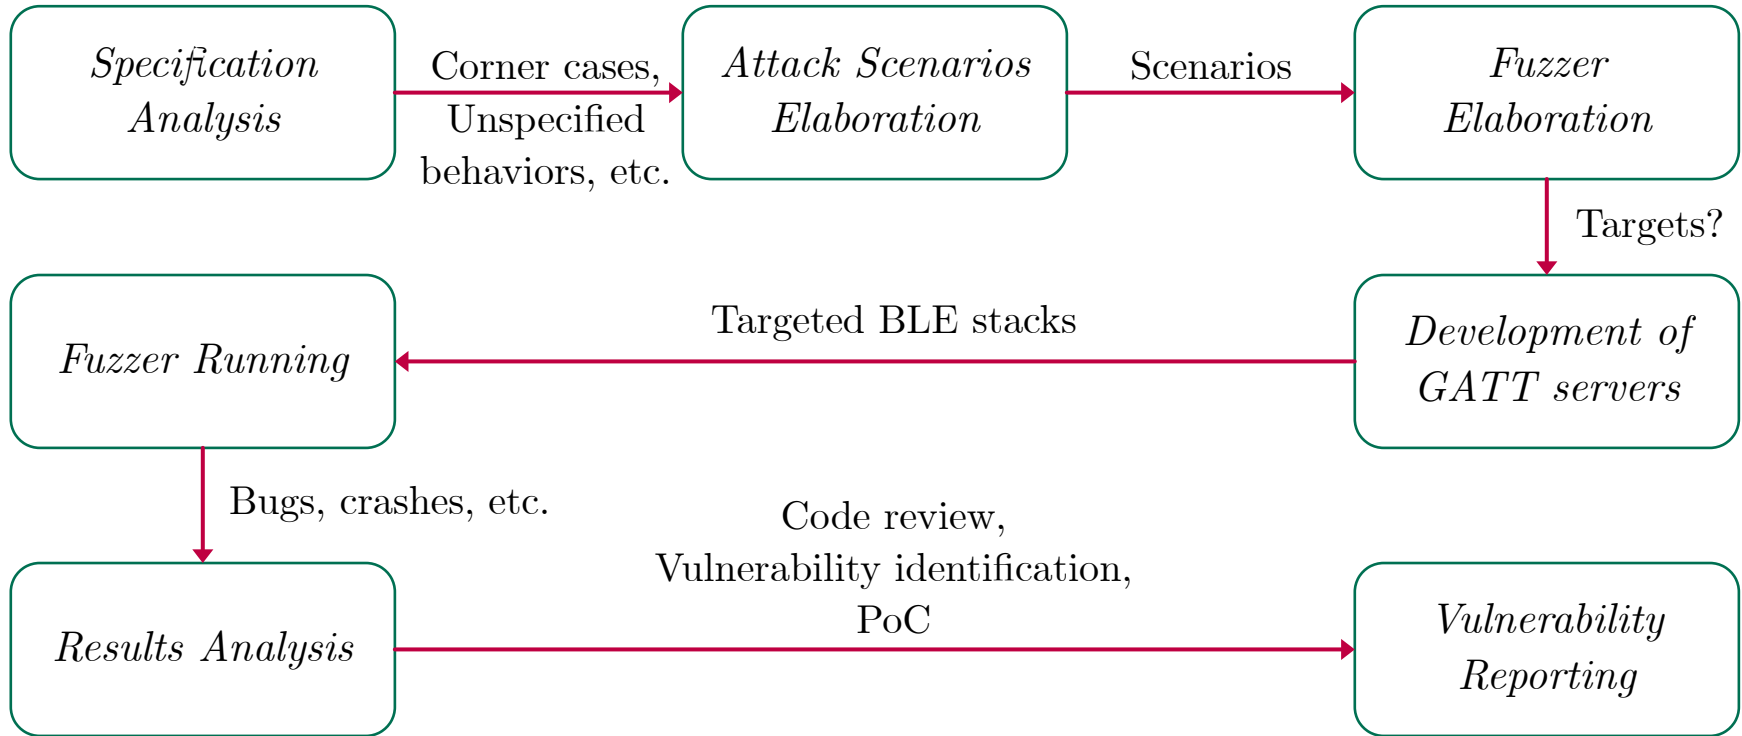 Specification
Analysis
Corner cases,
Unspecified
behaviors, etc.
Attack Scenarios
Elaboration
Scenarios
Fuzzer
Elaboration
Targets?
Development of
GATT servers
Targeted BLE stacks
Fuzzer Running
Bugs, crashes, etc.
Results Analysis
Code review,
Vulnerability identification,
PoC
Vulnerability
Reporting